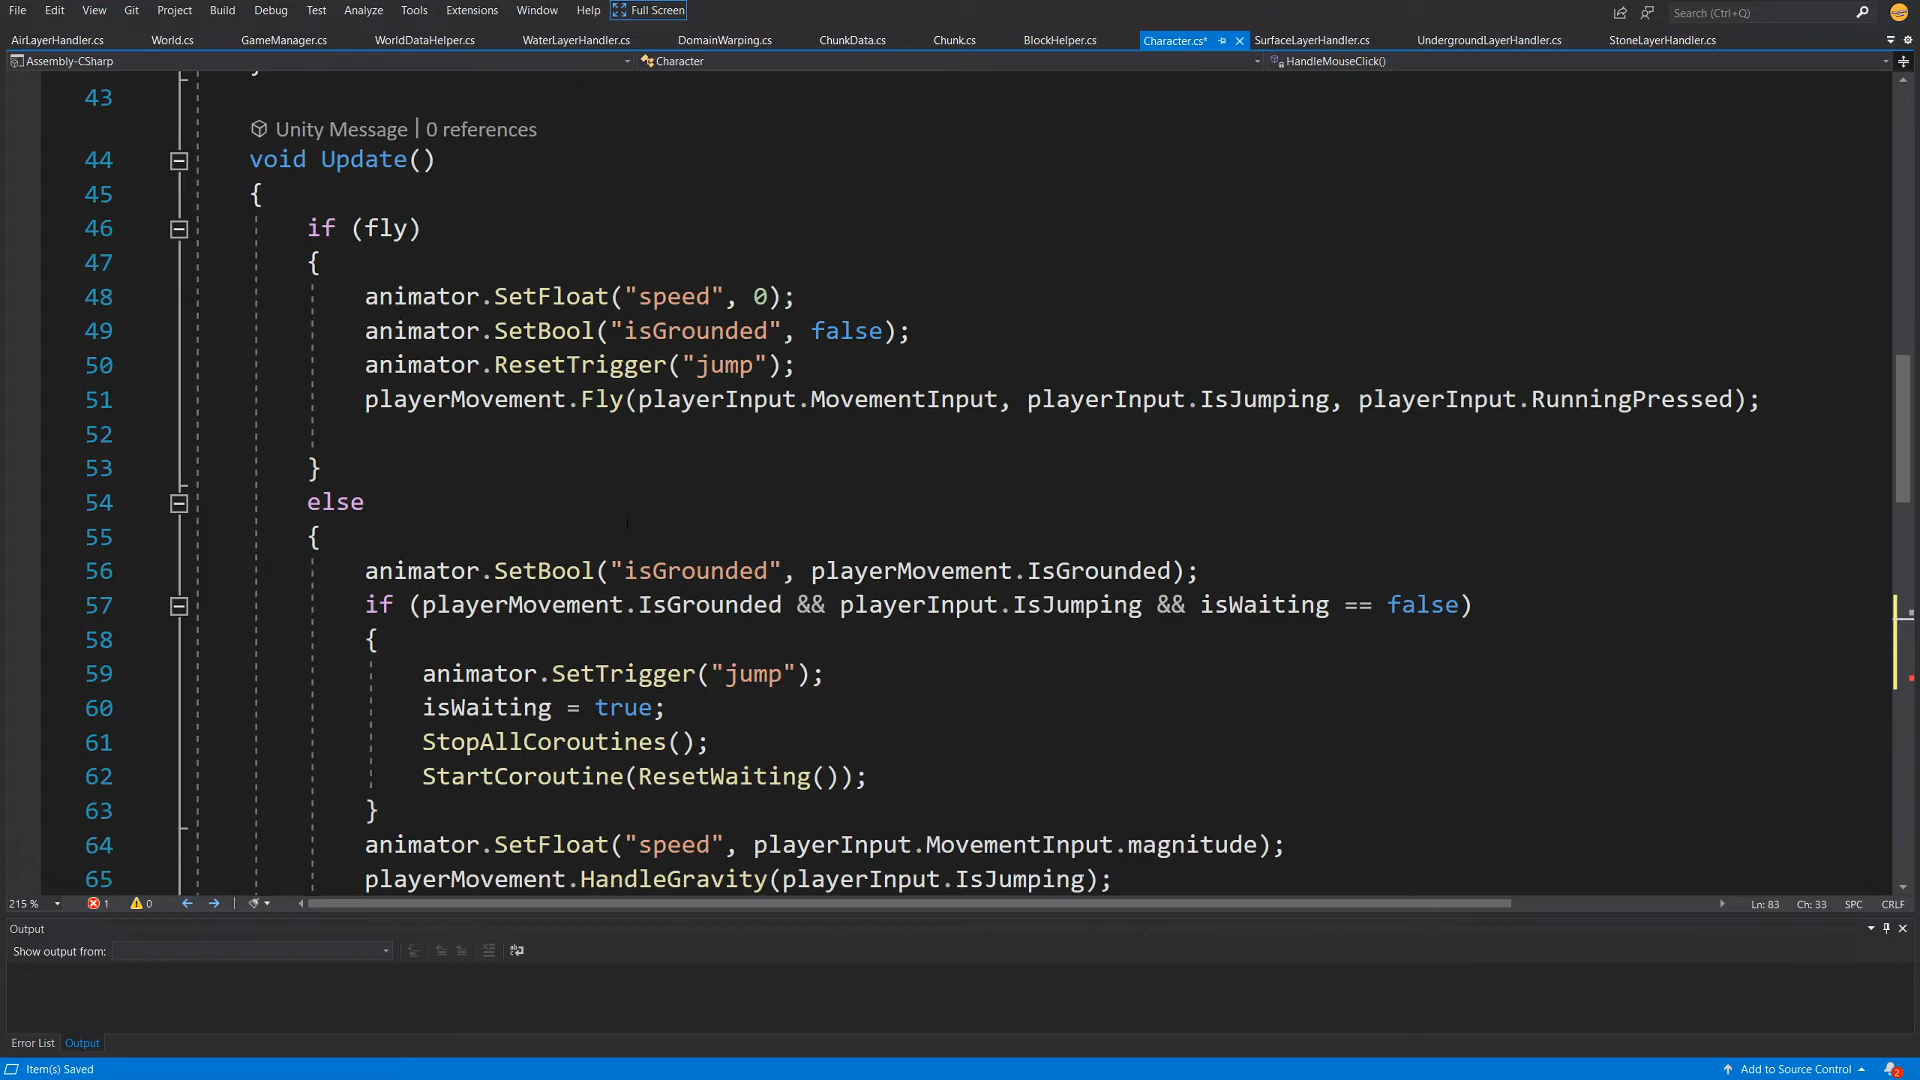 File Edit View Git Project Build Debug Test Analyze Tools Extensions Window Help Full Screen Search (Ctrl+Q)
AirLayerHandler.cs World.cs GameManager.cs WorldDataHelper.cs WaterLayerHandler.cs DomainWarping.cs ChunkData.cs Chunk.cs BlockHelper.cs Character.cs* SurfaceLayerHandler.cs UndergroundLayerHandler.cs StoneLayerHandler.cs
Assembly-CSharp Character HandleMouseClick()
}
43
Unity Message | 0 references
44 void Update()
45 {
46 if (fly)
47 {
48 animator.SetFloat("speed", 0);
49 animator.SetBool("isGrounded", false);
50 animator.ResetTrigger("jump");
51 playerMovement.Fly(playerInput.MovementInput, playerInput.IsJumping, playerInput.RunningPressed);
52
53 }
54 else
55 {
56 animator.SetBool("isGrounded", playerMovement.IsGrounded);
57 if (playerMovement.IsGrounded && playerInput.IsJumping && isWaiting == false)
58 {
59 animator.SetTrigger("jump");
60 isWaiting = true;
61 StopAllCoroutines();
62 StartCoroutine(ResetWaiting());
63 }
64 animator.SetFloat("speed", playerInput.MovementInput.magnitude);
65 playerMovement.HandleGravity(playerInput.IsJumping);
215 % 1 0 Ln: 83 Ch: 33 SPC CRLF
Output
Show output from:
Error List Output
Item(s) Saved Add to Source Control 2